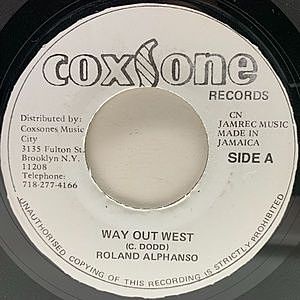 coxsone
RECORDS
Distributed by:
Coxsones Music
City
3135 Fulton St.
Brooklyn N.Y.
11208
Telephone:
718-277-4166
CN
JAMREC MUSIC
MADE IN
JAMAICA
SIDE A
WAY OUT WEST
(C. DODD)
ROLAND ALPHANSO
UNAUTHORISED COPYING OF THIS RECORDING IS STRICTLY FORBIDDEN